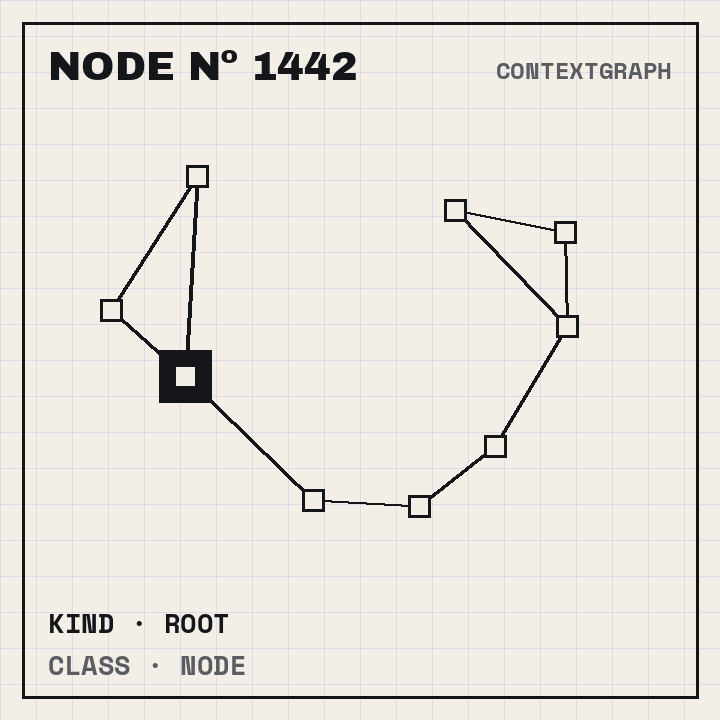 NODE Nº 1442
CONTEXTGRAPH
KIND · ROOT
CLASS · NODE